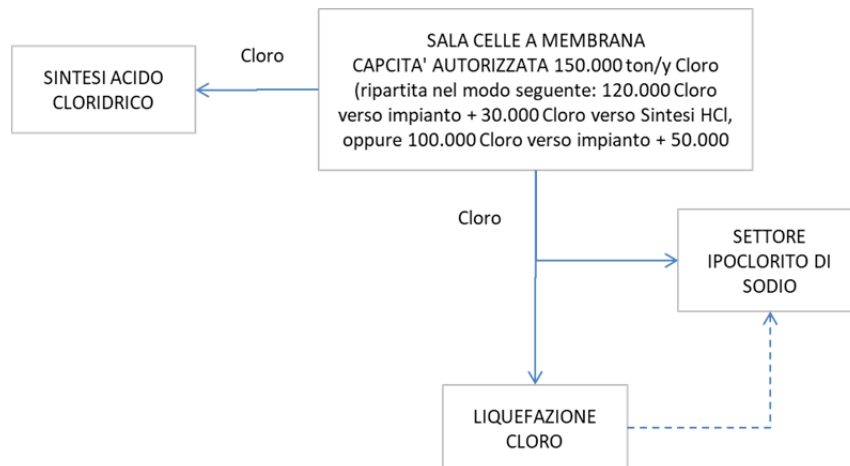 SALA CELLE A MEMBRANA
CAPCITA' AUTORIZZATA 150.000 ton/y Cloro
(ripartita nel modo seguente: 120.000 Cloro
verso impianto + 30.000 Cloro verso Sintesi HCl,
oppure 100.000 Cloro verso impianto + 50.000
Cloro
SINTESI ACIDO
CLORIDRICO
Cloro
SETTORE
IPOCLORITO DI
SODIO
LIQUEFAZIONE
CLORO